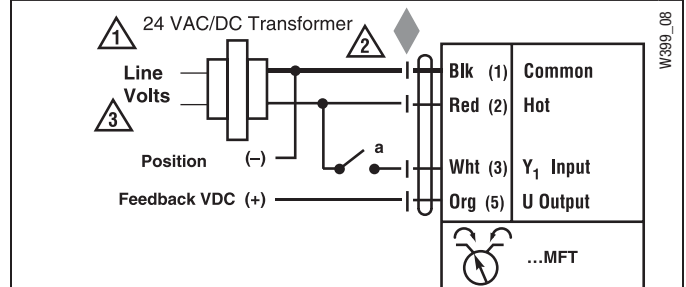 1 24 VAC/DC Transformer
2
W399_08
Line
Volts
3
Blk (1) Common
Red (2) Hot
a
Position (–)
Wht (3) Y1 Input
Feedback VDC (+)
Org (5) U Output
...MFT